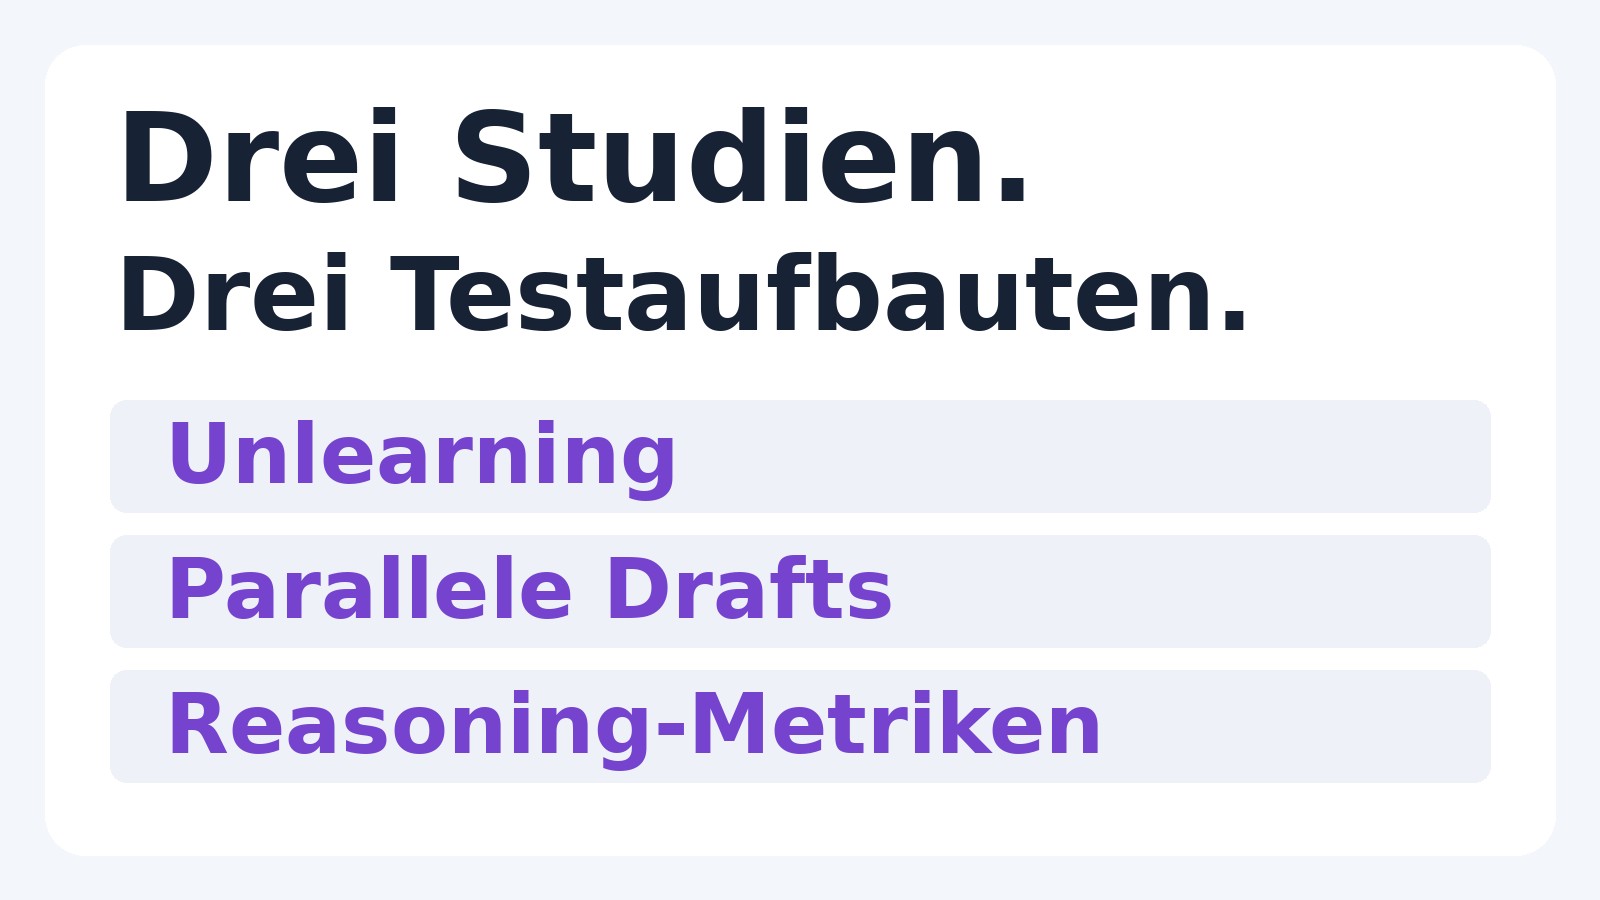 Drei Studien.
Drei Testaufbauten.
Unlearning
Parallele Drafts
Reasoning-Metriken